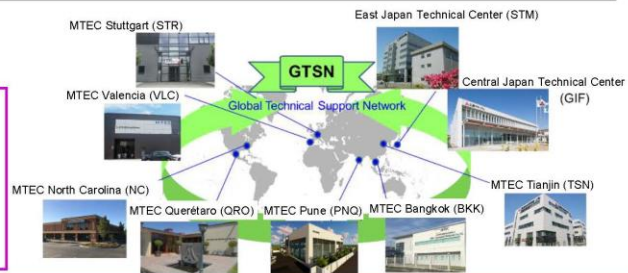 MTEC Stuttgart (STR)
East Japan Technical Center (STM)
GTSN
Global Technical Support Network
MTEC Valencia (VLC)
Central Japan Technical Center
(GIF)
MTEC North Carolina (NC)
MTEC Querétaro (QRO)
MTEC Pune (PNQ)
MTEC Bangkok (BKK)
MTEC Tianjin (TSN)